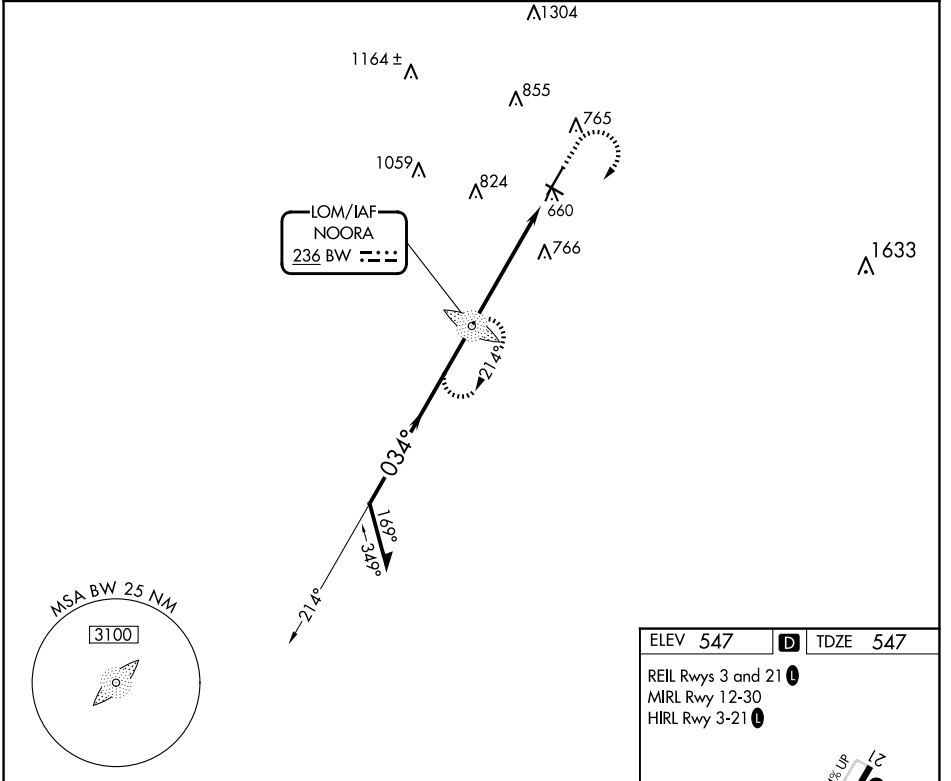 1304
1164 ±
855
765
1059
824
660
LOM/IAF
NOORA
236 BW
766
1633
214°
034°
169°
349°
214°
MSA BW 25 NM
3100
ELEV 547 D TDZE 547
REIL Rwys 3 and 21 L
MIRL Rwy 12-30
HIRL Rwy 3-21 L
% UP
21